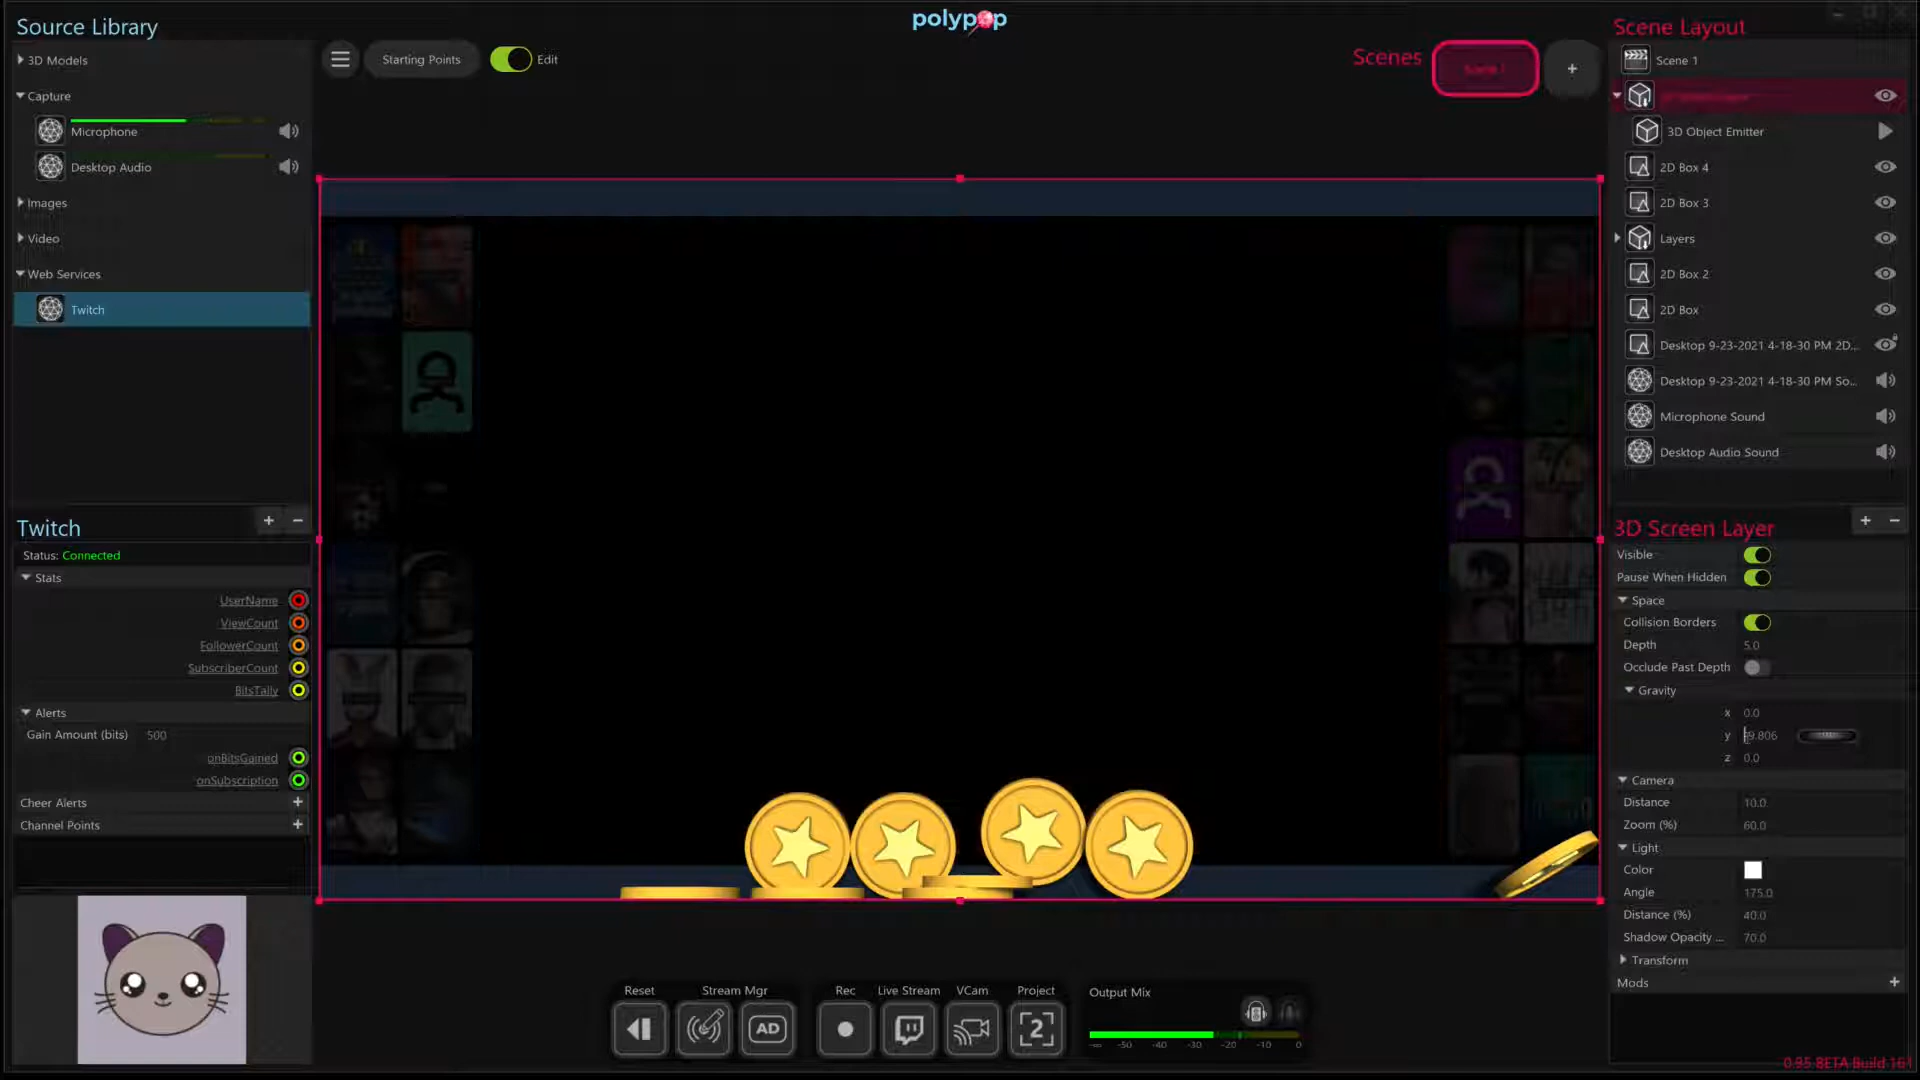 Source Library
3D Models
Capture
Microphone
Desktop Audio
Images
Video
Web Services
Twitch
Twitch
Status: Connected
Stats
UserName
ViewCount
FollowerCount
SubscriberCount
BitsTally
Alerts
Gain Amount (bits) 500
onBitsGained
onSubscription
Cheer Alerts
Channel Points
polypop
Starting Points
Edit
Scenes
Reset
Stream Mgr
Rec
Live Stream
VCam
Project
AD
2
Output Mix
-∞ -50 -40 -30 -20 -10 0
Scene Layout
Scene 1
3D Object Emitter
2D Box 4
2D Box 3
Layers
2D Box 2
2D Box
Desktop 9-23-2021 4-18-30 PM 2D...
Desktop 9-23-2021 4-18-30 PM So...
Microphone Sound
Desktop Audio Sound
3D Screen Layer
Visible
Pause When Hidden
Space
Collision Borders
Depth 5.0
Occlude Past Depth
Gravity
x 0.0
y -9.806
z 0.0
Camera
Distance 10.0
Zoom (%) 60.0
Light
Color
Angle 175.0
Distance (%) 40.0
Shadow Opacity ... 70.0
Transform
Mods
0.95 BETA Build 161